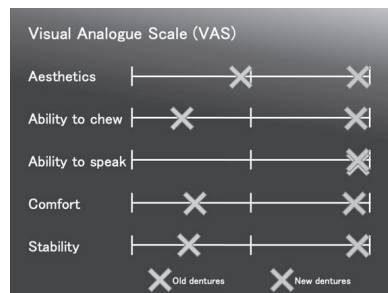 Visual Analogue Scale (VAS)
Aesthetics
Ability to chew
Ability to speak
Comfort
Stability
Old dentures New dentures